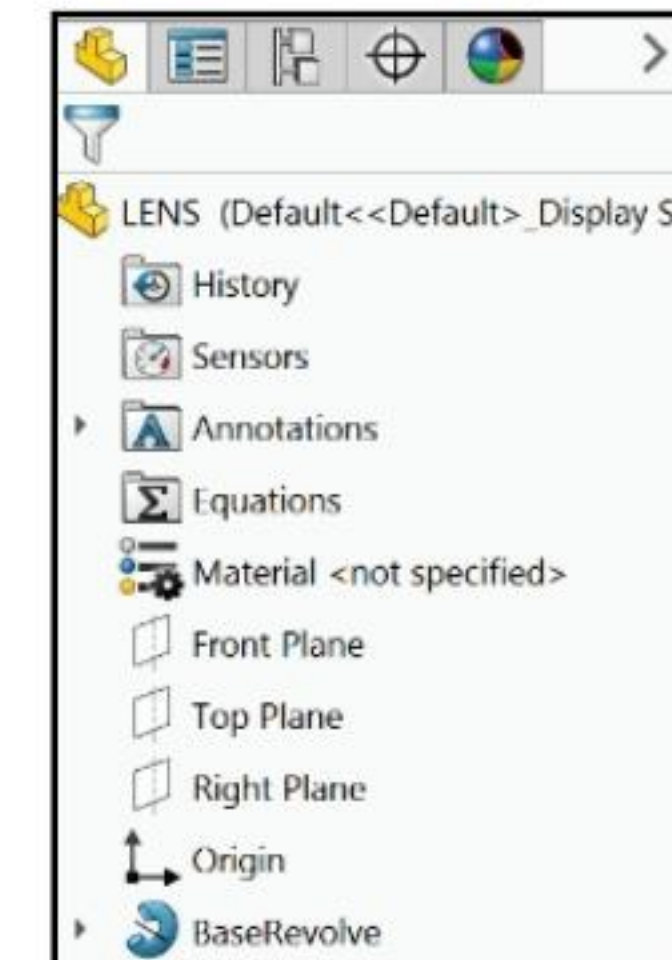 LENS (Default<<Default>_Display S
History
Sensors
Annotations
Equations
Material <not specified>
Front Plane
Top Plane
Right Plane
Origin
BaseRevolve